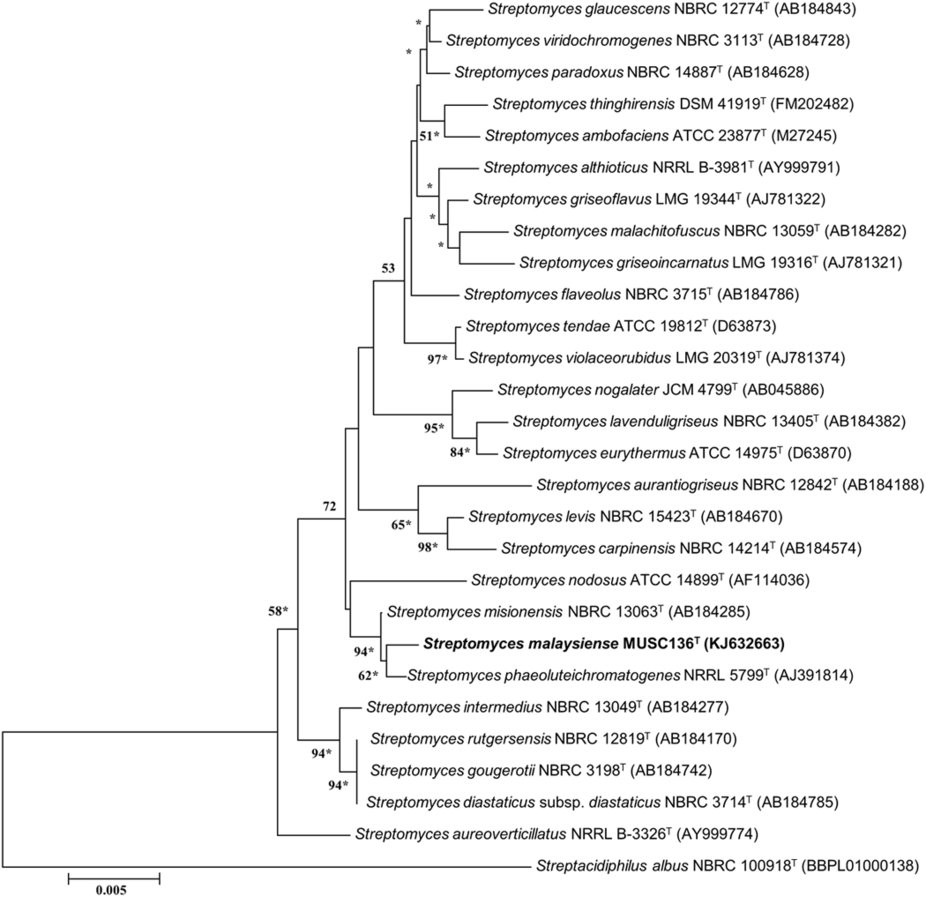 Streptomyces glaucescens NBRC 12774ᵀ (AB184843)
*
Streptomyces viridochromogenes NBRC 3113ᵀ (AB184728)
*
Streptomyces paradoxus NBRC 14887ᵀ (AB184628)
Streptomyces thinghirensis DSM 41919ᵀ (FM202482)
51*
Streptomyces ambofaciens ATCC 23877ᵀ (M27245)
Streptomyces althioticus NRRL B-3981ᵀ (AY999791)
*
Streptomyces griseoflavus LMG 19344ᵀ (AJ781322)
*
Streptomyces malachitofuscus NBRC 13059ᵀ (AB184282)
*
Streptomyces griseoincarnatus LMG 19316ᵀ (AJ781321)
53
Streptomyces flaveolus NBRC 3715ᵀ (AB184786)
Streptomyces tendae ATCC 19812ᵀ (D63873)
97*
Streptomyces violaceorubidus LMG 20319ᵀ (AJ781374)
Streptomyces nogalater JCM 4799ᵀ (AB045886)
95*
Streptomyces lavenduligriseus NBRC 13405ᵀ (AB184382)
84*
Streptomyces eurythermus ATCC 14975ᵀ (D63870)
Streptomyces aurantiogriseus NBRC 12842ᵀ (AB184188)
72
65*
Streptomyces levis NBRC 15423ᵀ (AB184670)
98*
Streptomyces carpinensis NBRC 14214ᵀ (AB184574)
Streptomyces nodosus ATCC 14899ᵀ (AF114036)
58*
Streptomyces misionensis NBRC 13063ᵀ (AB184285)
94*
Streptomyces malaysiense MUSC136ᵀ (KJ632663)
62*
Streptomyces phaeoluteichromatogenes NRRL 5799ᵀ (AJ391814)
Streptomyces intermedius NBRC 13049ᵀ (AB184277)
94*
Streptomyces rutgersensis NBRC 12819ᵀ (AB184170)
94*
Streptomyces gougerotii NBRC 3198ᵀ (AB184742)
Streptomyces diastaticus subsp. diastaticus NBRC 3714ᵀ (AB184785)
Streptomyces aureoverticillatus NRRL B-3326ᵀ (AY999774)
Streptacidiphilus albus NBRC 100918ᵀ (BBPL01000138)
0.005